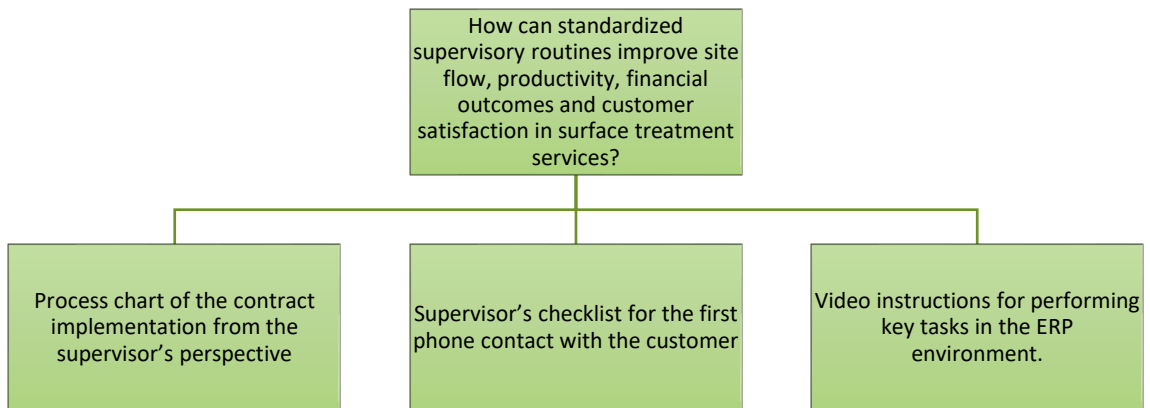 How can standardized
supervisory routines improve site
flow, productivity, financial
outcomes and customer
satisfaction in surface treatment
services?
Process chart of the contract
implementation from the
supervisor’s perspective
Supervisor’s checklist for the first
phone contact with the customer
Video instructions for performing
key tasks in the ERP
environment.